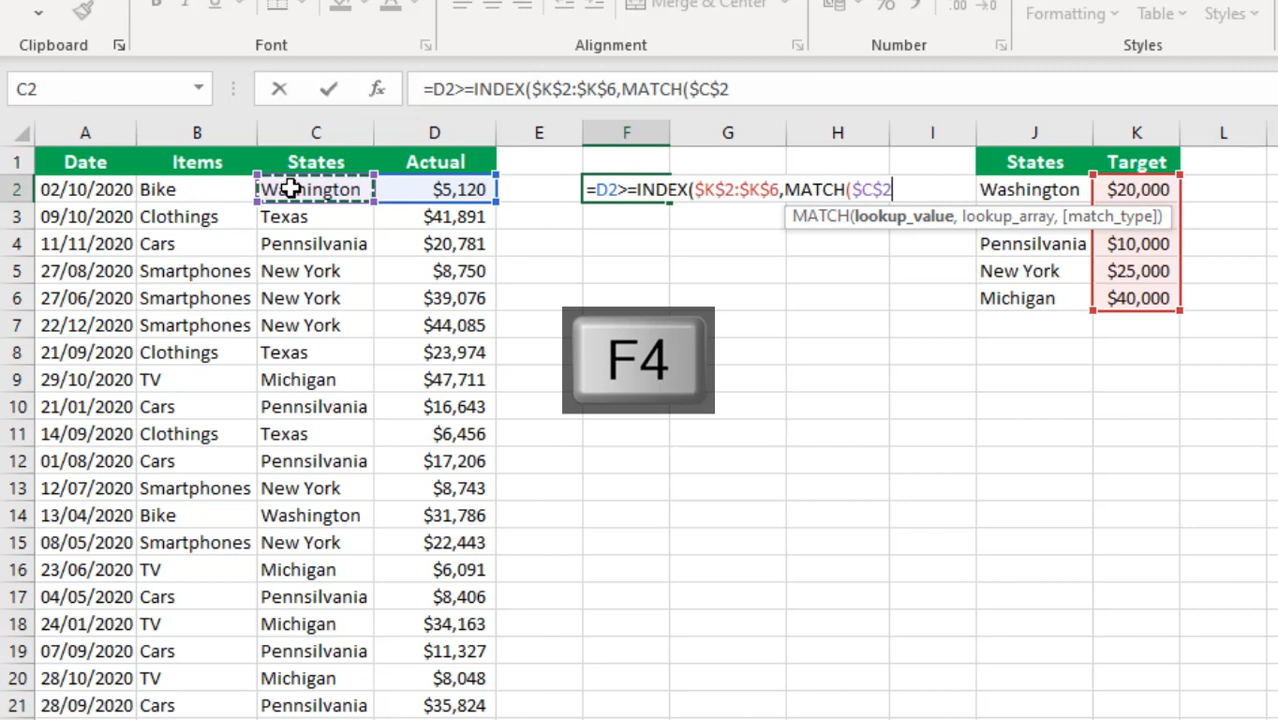 Merge & Center % .00 →0 Formatting Table Styles
Clipboard Font Alignment Number Styles
C2 fx =D2>=INDEX($K$2:$K$6,MATCH($C$2
A B C D E F G H I J K L
1 Date Items States Actual States Target
2 02/10/2020 Bike Washington $5,120 =D2>=INDEX($K$2:$K$6,MATCH($C$2 Washington $20,000
3 09/10/2020 Clothings Texas $41,891 MATCH(lookup_value, lookup_array, [match_type])
4 11/11/2020 Cars Pennsilvania $20,781 Pennsilvania $10,000
5 27/08/2020 Smartphones New York $8,750 New York $25,000
6 27/06/2020 Smartphones New York $39,076 Michigan $40,000
7 22/12/2020 Smartphones New York $44,085
8 21/09/2020 Clothings Texas $23,974
9 29/10/2020 TV Michigan $47,711
F4
10 21/01/2020 Cars Pennsilvania $16,643
11 14/09/2020 Clothings Texas $6,456
12 01/08/2020 Cars Pennsilvania $17,206
13 12/07/2020 Smartphones New York $8,743
14 13/04/2020 Bike Washington $31,786
15 08/05/2020 Smartphones New York $22,443
16 23/06/2020 TV Michigan $6,091
17 04/05/2020 Cars Pennsilvania $8,406
18 24/01/2020 TV Michigan $34,163
19 07/09/2020 Cars Pennsilvania $11,327
20 28/10/2020 TV Michigan $8,048
21 28/09/2020 Cars Pennsilvania $35,824